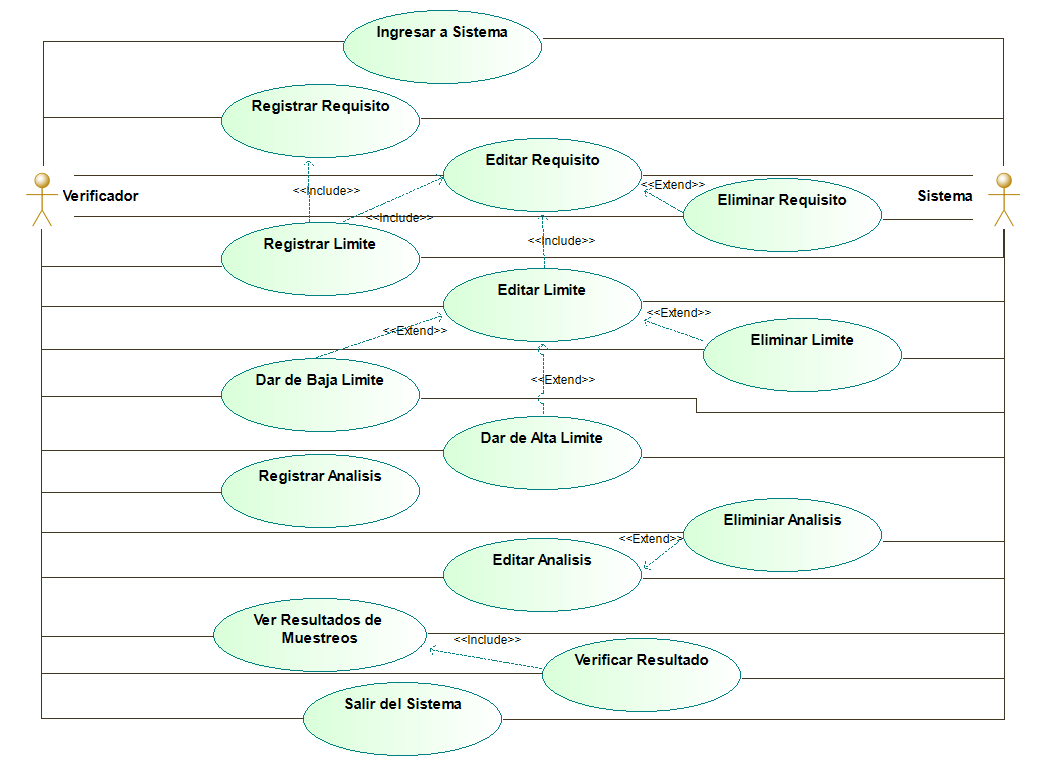 Ingresar a Sistema
Registrar Requisito
Editar Requisito
<<Extend>>
<<Include>>
Verificador
Eliminar Requisito
Sistema
<<Include>>
Registrar Limite
<<Include>>
Editar Limite
<<Extend>>
<<Extend>>
Eliminar Limite
Dar de Baja Limite
<<Extend>>
Dar de Alta Limite
Registrar Analisis
Eliminiar Analisis
<<Extend>>
Editar Analisis
Ver Resultados de
Muestreos
<<Include>>
Verificar Resultado
Salir del Sistema